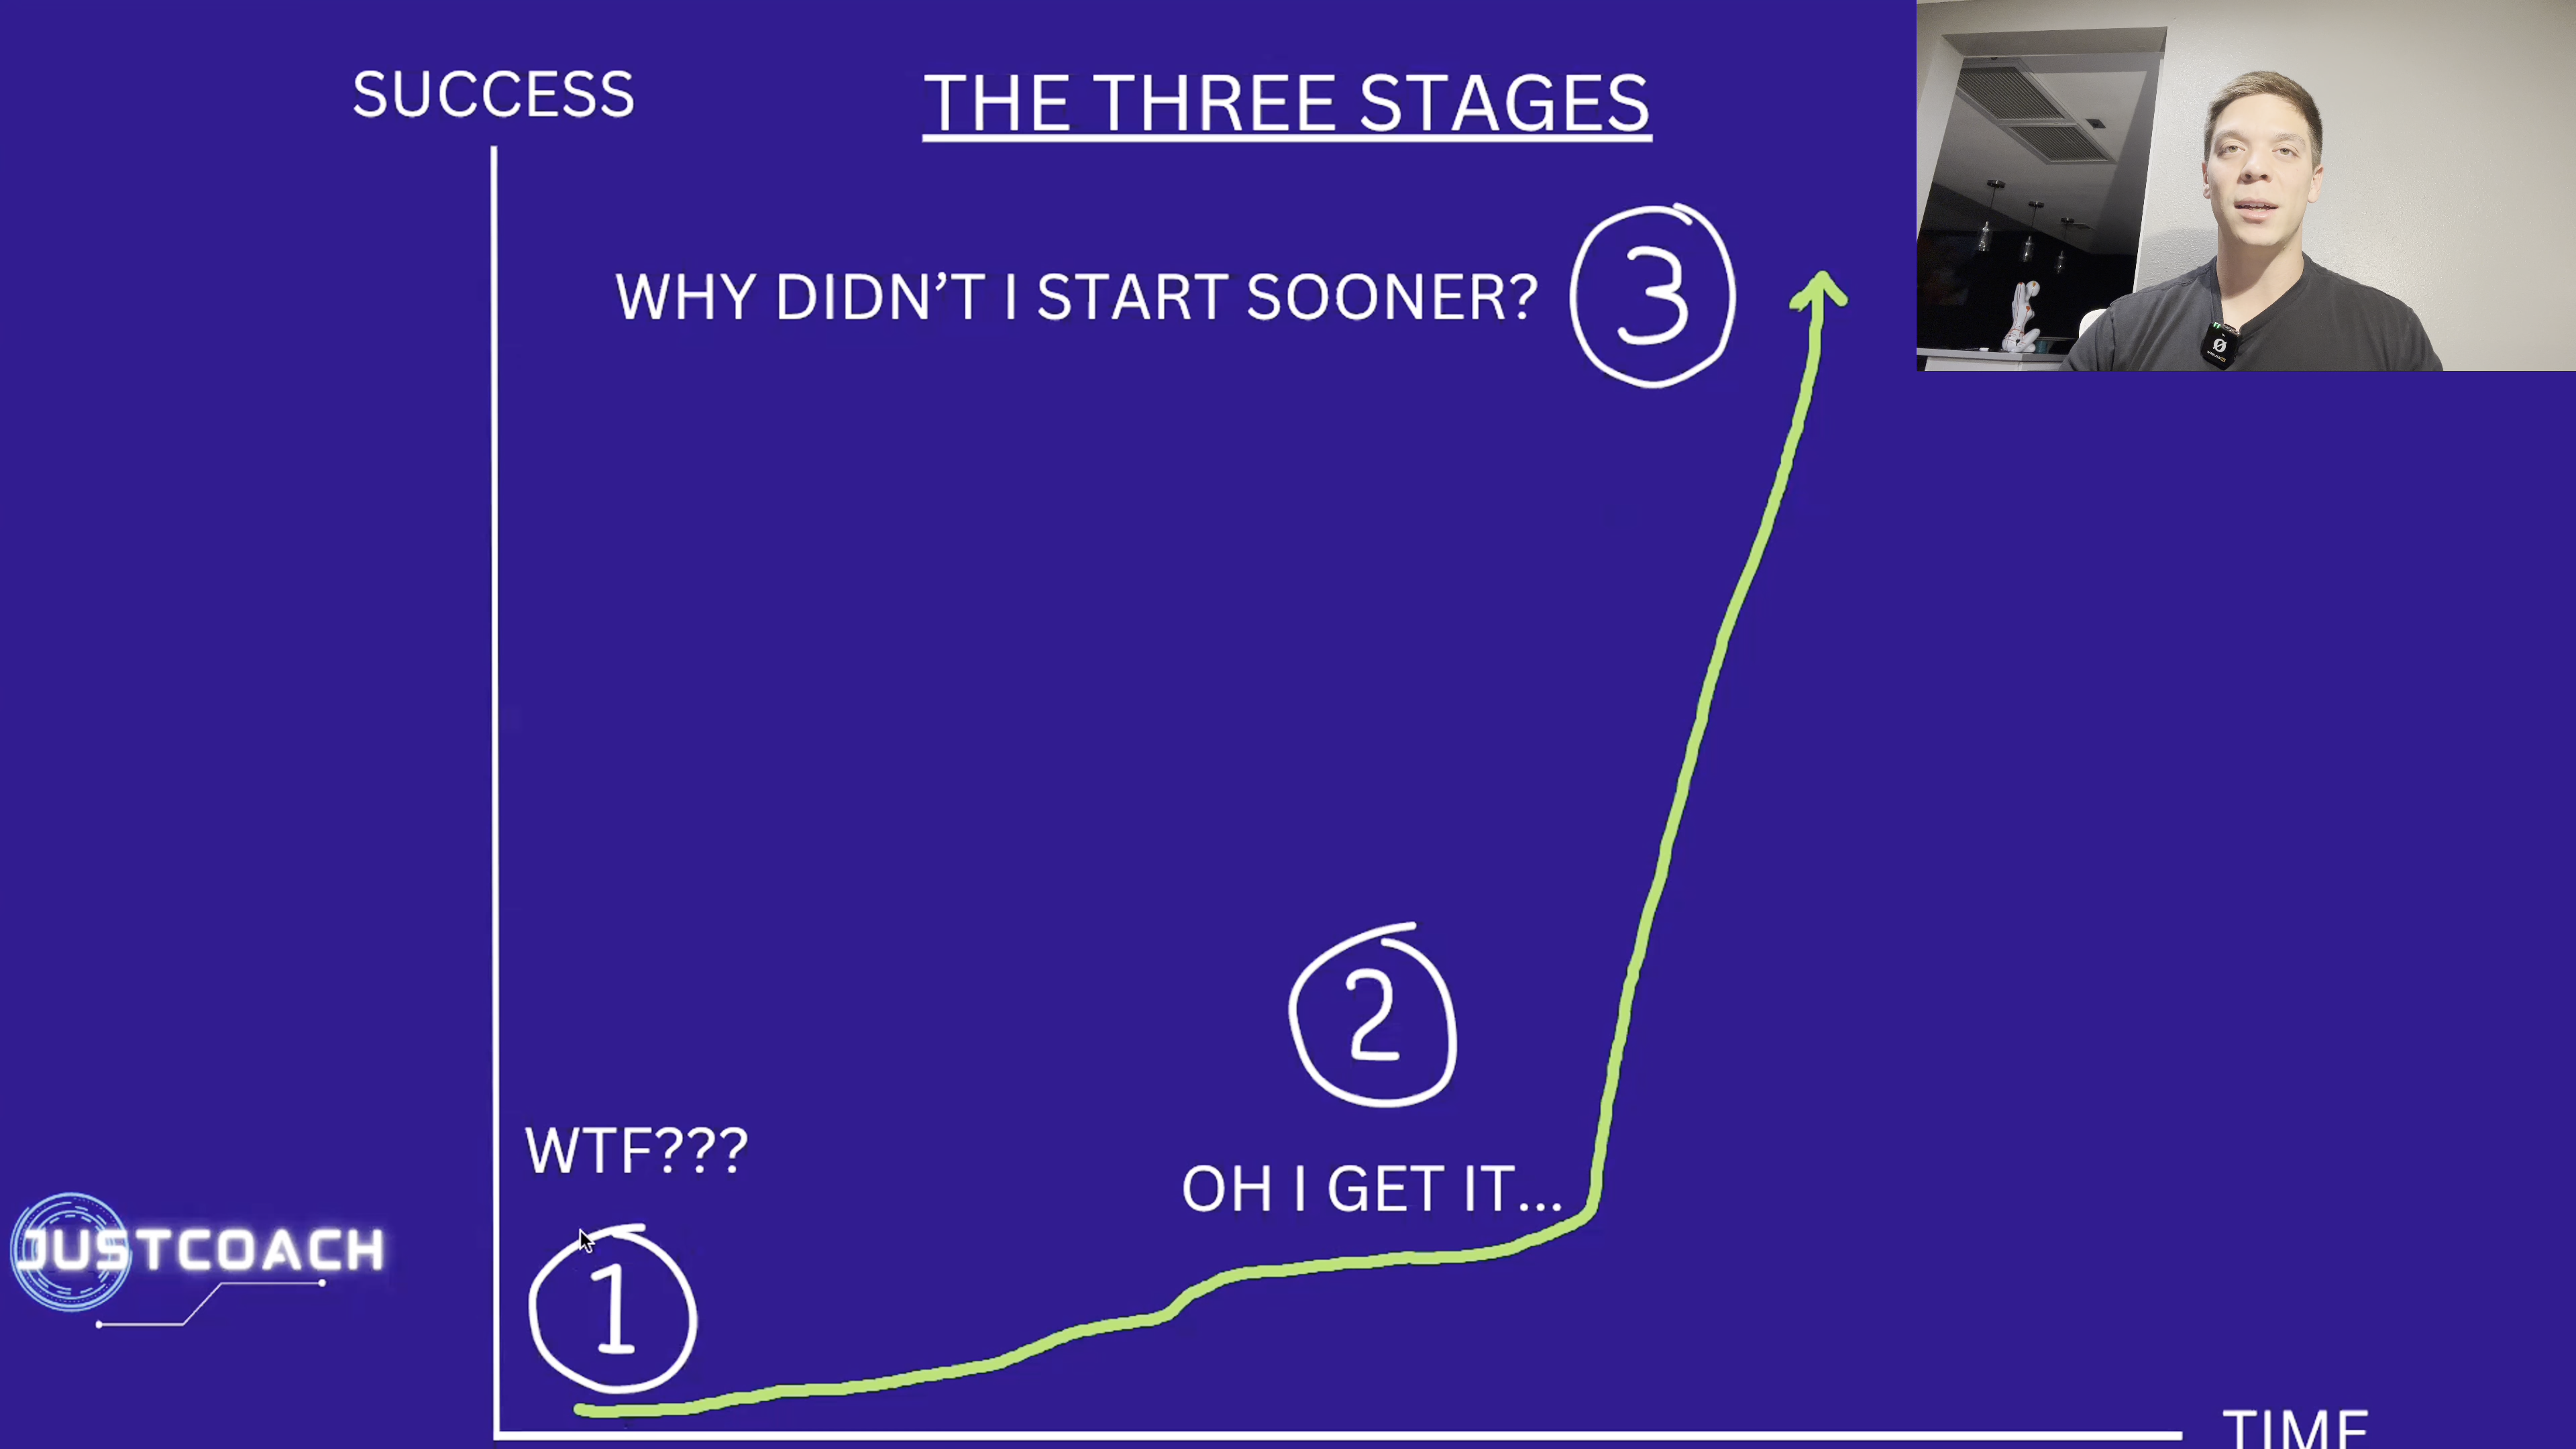 SUCCESS
THE THREE STAGES
WHY DIDN'T I START SOONER? 3
2
WTF???
OH I GET IT...
JUSTCOACH
1
TIME